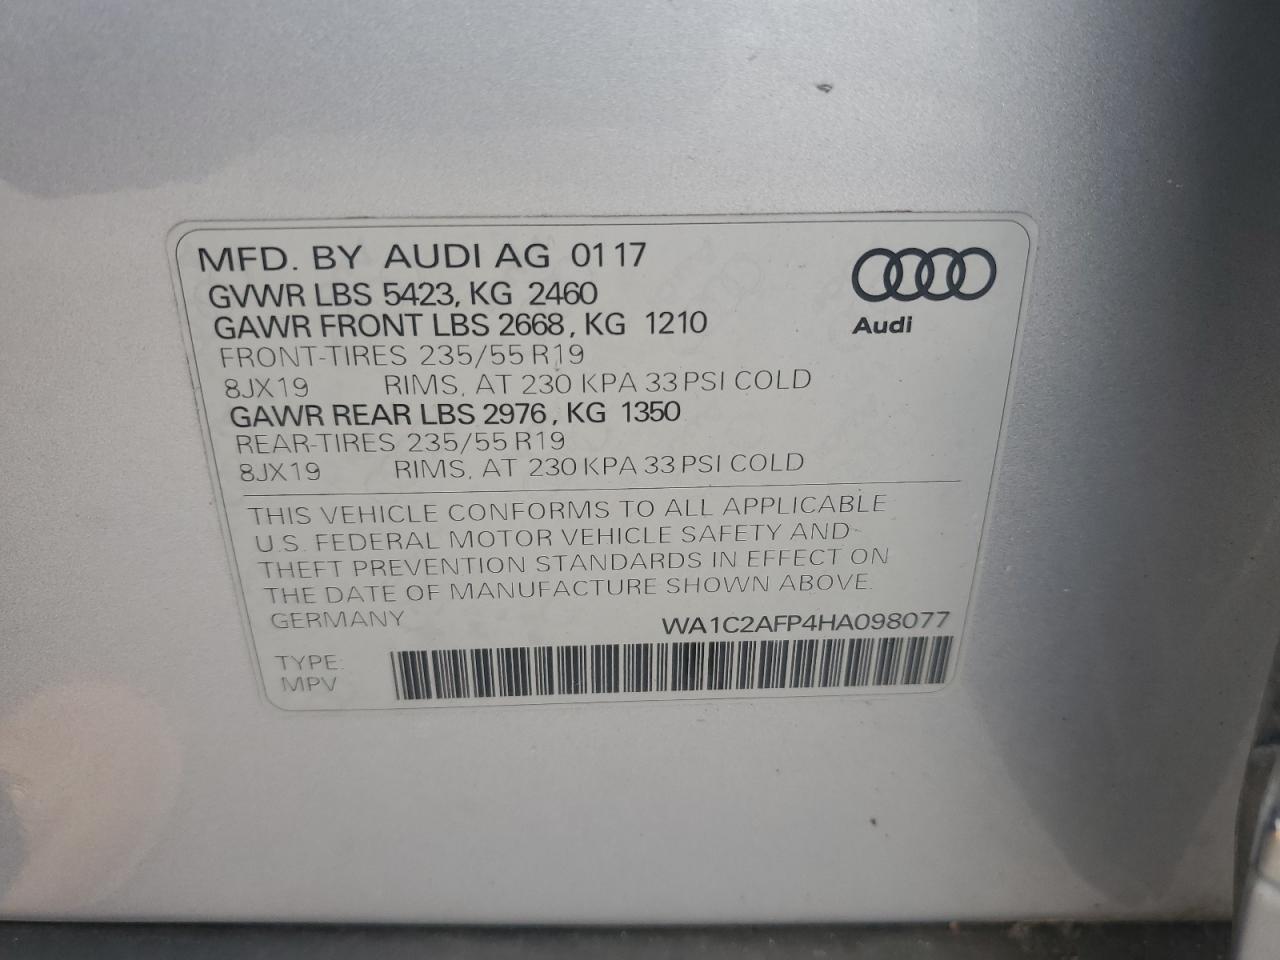 MFD. BY AUDI AG 01 17
GVWR LBS 5423, KG 2460
GAWR FRONT LBS 2668, KG 1210
FRONT-TIRES 235/55 R19
8JX19 RIMS, AT 230 KPA 33 PSI COLD
GAWR REAR LBS 2976, KG 1350
REAR-TIRES 235/55 R19
8JX19 RIMS, AT 230 KPA 33 PSI COLD
Audi
THIS VEHICLE CONFORMS TO ALL APPLICABLE
U.S. FEDERAL MOTOR VEHICLE SAFETY AND
THEFT PREVENTION STANDARDS IN EFFECT ON
THE DATE OF MANUFACTURE SHOWN ABOVE.
GERMANY WA1C2AFP4HA098077
TYPE:
MPV